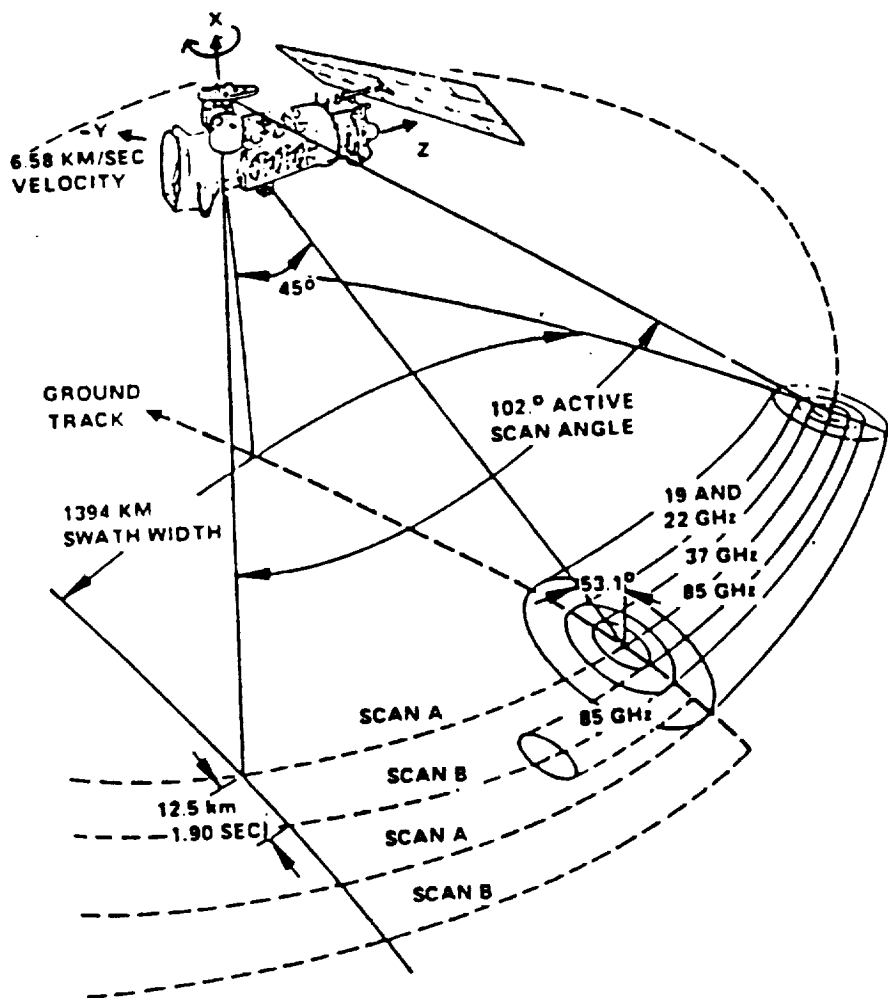 X
-Y
6.58 KM/SEC
VELOCITY
Z
45°
GROUND
TRACK
102.° ACTIVE
SCAN ANGLE
1394 KM
SWATH WIDTH
19 AND
22 GHz
37 GHz
53.1°
85 GHz
SCAN A
85 GHz
SCAN B
12.5 km
1.90 SEC
SCAN A
SCAN B